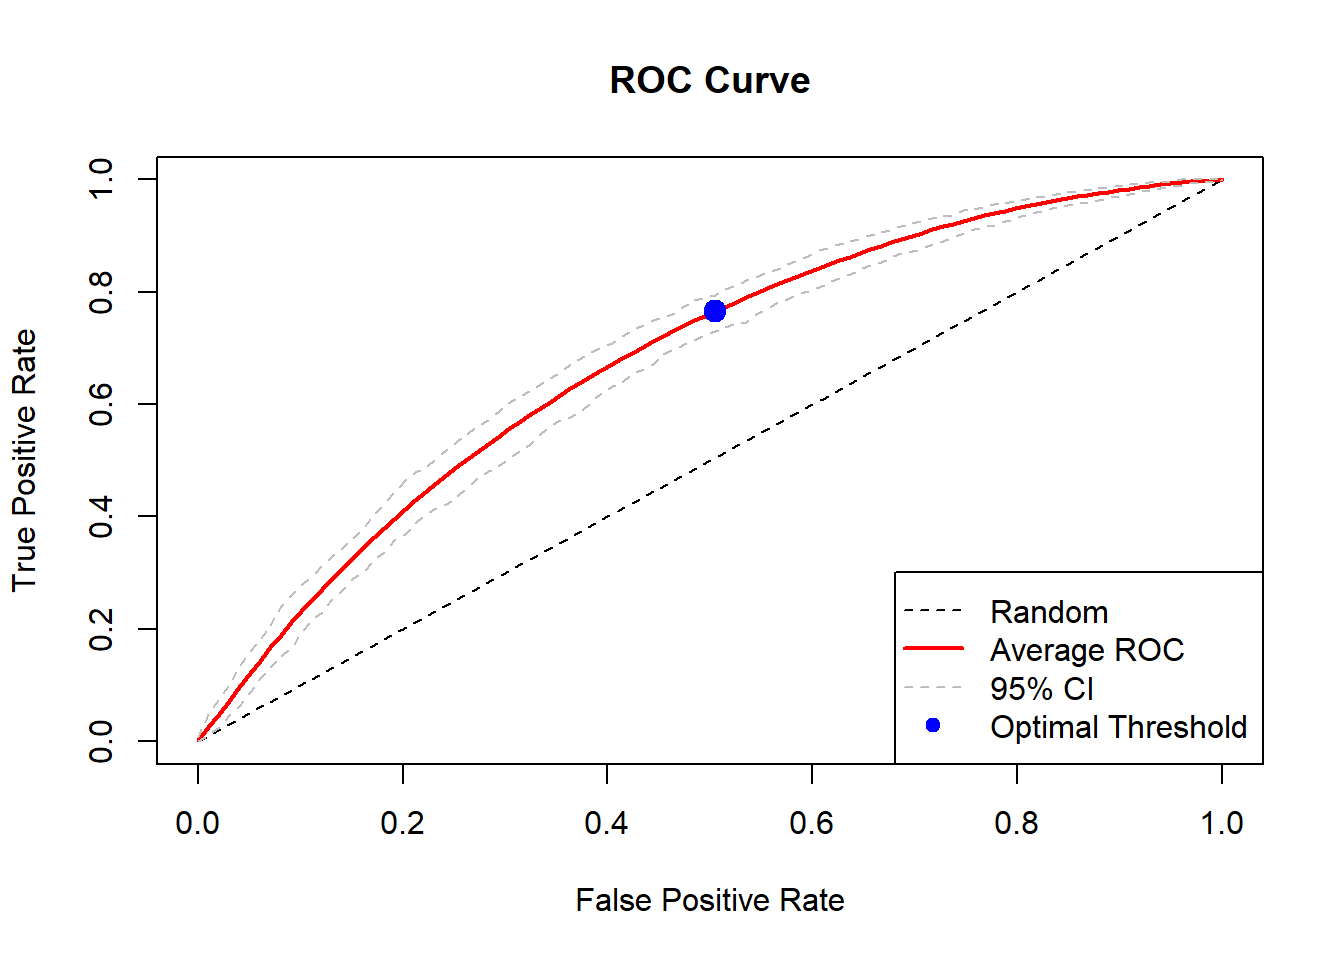 ROC Curve
True Positive Rate
1.0
0.8
0.6
0.4
0.2
0.0
0.0 0.2 0.4 0.6 0.8 1.0
False Positive Rate
Random
Average ROC
95% CI
Optimal Threshold